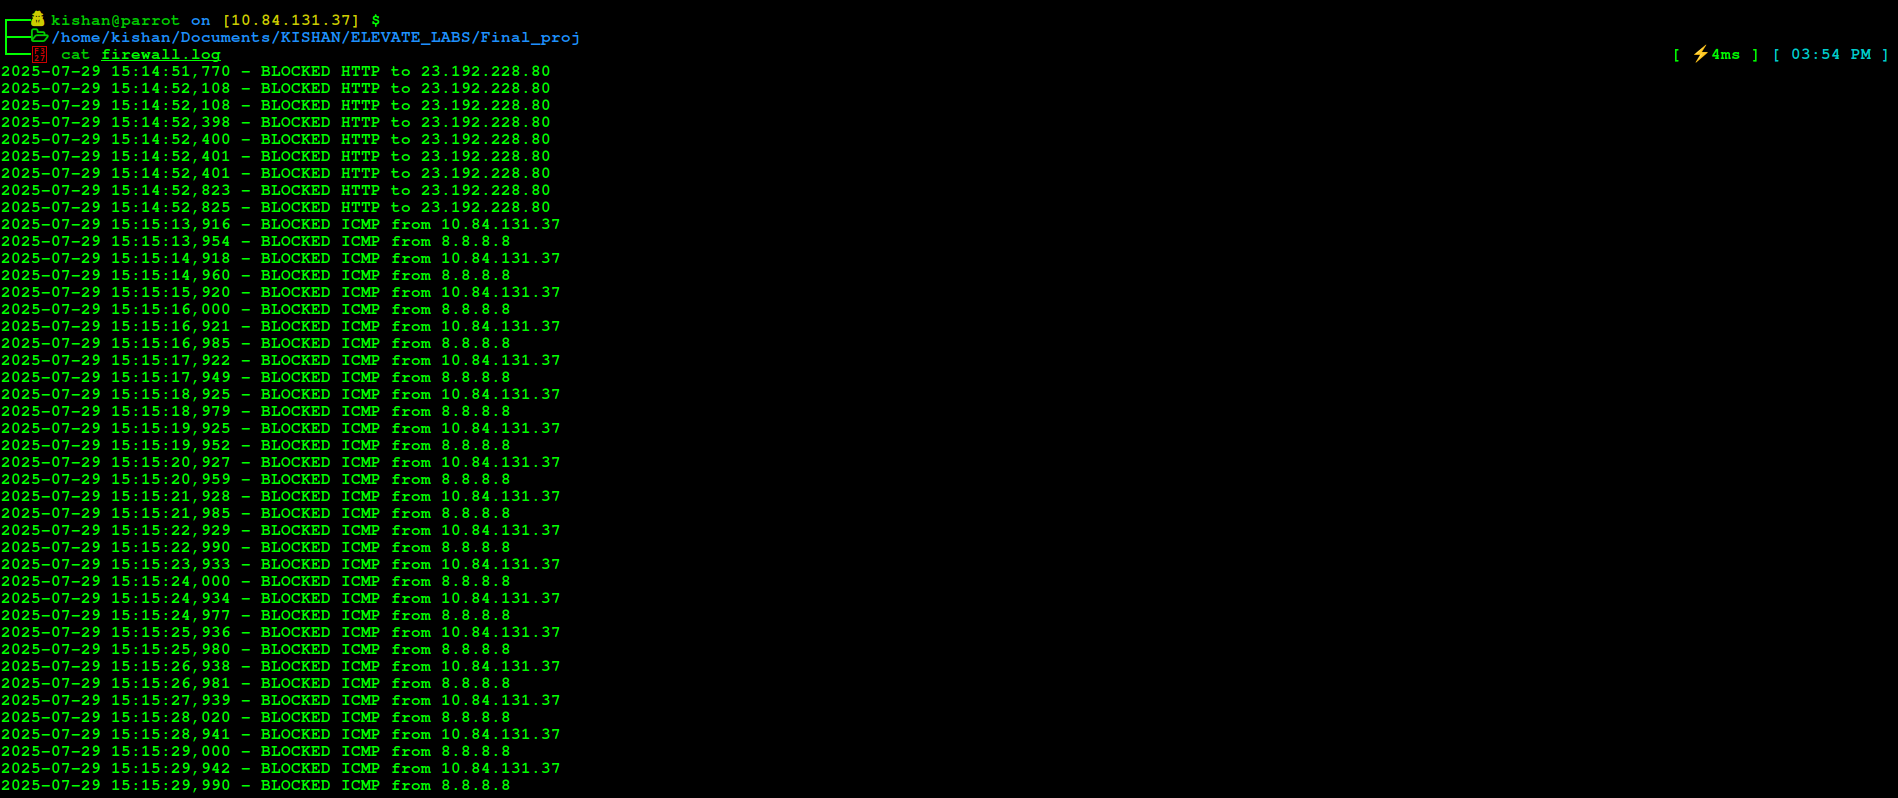 kishan@parrot on [10.84.131.37] $
/home/kishan/Documents/KISHAN/ELEVATE_LABS/Final_proj
cat firewall.log [ ⚡4ms ] [ 03:54 PM ]
2025-07-29 15:14:51,770 - BLOCKED HTTP to 23.192.228.80
2025-07-29 15:14:52,108 - BLOCKED HTTP to 23.192.228.80
2025-07-29 15:14:52,108 - BLOCKED HTTP to 23.192.228.80
2025-07-29 15:14:52,398 - BLOCKED HTTP to 23.192.228.80
2025-07-29 15:14:52,400 - BLOCKED HTTP to 23.192.228.80
2025-07-29 15:14:52,401 - BLOCKED HTTP to 23.192.228.80
2025-07-29 15:14:52,401 - BLOCKED HTTP to 23.192.228.80
2025-07-29 15:14:52,823 - BLOCKED HTTP to 23.192.228.80
2025-07-29 15:14:52,825 - BLOCKED HTTP to 23.192.228.80
2025-07-29 15:15:13,916 - BLOCKED ICMP from 10.84.131.37
2025-07-29 15:15:13,954 - BLOCKED ICMP from 8.8.8.8
2025-07-29 15:15:14,918 - BLOCKED ICMP from 10.84.131.37
2025-07-29 15:15:14,960 - BLOCKED ICMP from 8.8.8.8
2025-07-29 15:15:15,920 - BLOCKED ICMP from 10.84.131.37
2025-07-29 15:15:16,000 - BLOCKED ICMP from 8.8.8.8
2025-07-29 15:15:16,921 - BLOCKED ICMP from 10.84.131.37
2025-07-29 15:15:16,985 - BLOCKED ICMP from 8.8.8.8
2025-07-29 15:15:17,922 - BLOCKED ICMP from 10.84.131.37
2025-07-29 15:15:17,949 - BLOCKED ICMP from 8.8.8.8
2025-07-29 15:15:18,925 - BLOCKED ICMP from 10.84.131.37
2025-07-29 15:15:18,979 - BLOCKED ICMP from 8.8.8.8
2025-07-29 15:15:19,925 - BLOCKED ICMP from 10.84.131.37
2025-07-29 15:15:19,952 - BLOCKED ICMP from 8.8.8.8
2025-07-29 15:15:20,927 - BLOCKED ICMP from 10.84.131.37
2025-07-29 15:15:20,959 - BLOCKED ICMP from 8.8.8.8
2025-07-29 15:15:21,928 - BLOCKED ICMP from 10.84.131.37
2025-07-29 15:15:21,985 - BLOCKED ICMP from 8.8.8.8
2025-07-29 15:15:22,929 - BLOCKED ICMP from 10.84.131.37
2025-07-29 15:15:22,990 - BLOCKED ICMP from 8.8.8.8
2025-07-29 15:15:23,933 - BLOCKED ICMP from 10.84.131.37
2025-07-29 15:15:24,000 - BLOCKED ICMP from 8.8.8.8
2025-07-29 15:15:24,934 - BLOCKED ICMP from 10.84.131.37
2025-07-29 15:15:24,977 - BLOCKED ICMP from 8.8.8.8
2025-07-29 15:15:25,936 - BLOCKED ICMP from 10.84.131.37
2025-07-29 15:15:25,980 - BLOCKED ICMP from 8.8.8.8
2025-07-29 15:15:26,938 - BLOCKED ICMP from 10.84.131.37
2025-07-29 15:15:26,981 - BLOCKED ICMP from 8.8.8.8
2025-07-29 15:15:27,939 - BLOCKED ICMP from 10.84.131.37
2025-07-29 15:15:28,020 - BLOCKED ICMP from 8.8.8.8
2025-07-29 15:15:28,941 - BLOCKED ICMP from 10.84.131.37
2025-07-29 15:15:29,000 - BLOCKED ICMP from 8.8.8.8
2025-07-29 15:15:29,942 - BLOCKED ICMP from 10.84.131.37
2025-07-29 15:15:29,990 - BLOCKED ICMP from 8.8.8.8